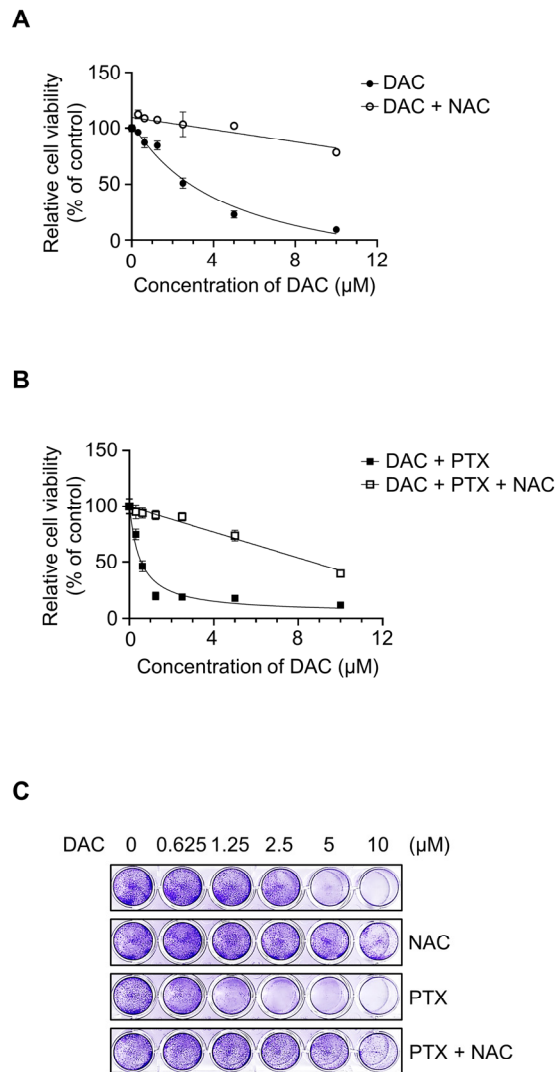 A
Relative cell viability
(% of control)
150
100
50
0
0 4 8 12
Concentration of DAC (µM)
DAC
DAC + NAC
B
Relative cell viability
(% of control)
150
100
50
0
0 4 8 12
Concentration of DAC (µM)
DAC + PTX
DAC + PTX + NAC
C
DAC 0 0.625 1.25 2.5 5 10 (µM)
NAC
PTX
PTX + NAC